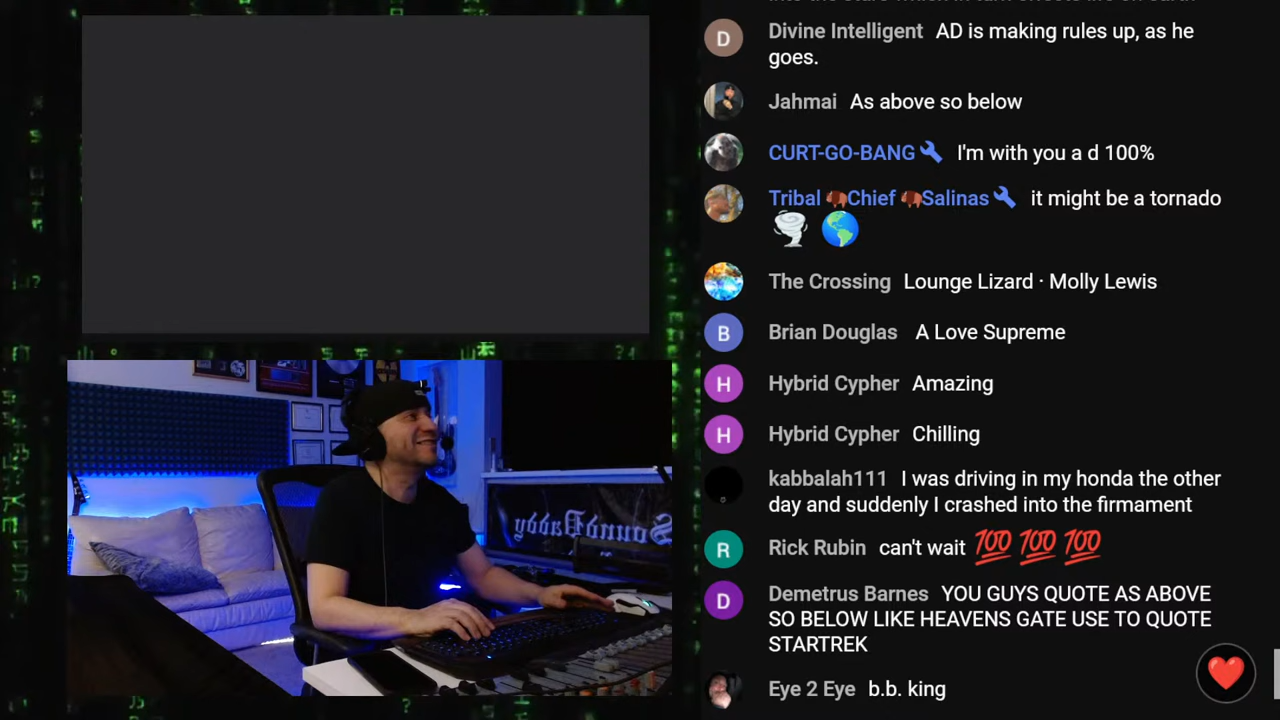 Divine Intelligent AD is making rules up, as he
goes.
Jahmai As above so below
CURT-GO-BANG I'm with you a d 100%
Tribal Chief Salinas it might be a tornado
The Crossing Lounge Lizard · Molly Lewis
Brian Douglas A Love Supreme
Hybrid Cypher Amazing
Hybrid Cypher Chilling
kabbalah111 I was driving in my honda the other
day and suddenly I crashed into the firmament
Rick Rubin can't wait 💯 💯 💯
Demetrus Barnes YOU GUYS QUOTE AS ABOVE
SO BELOW LIKE HEAVENS GATE USE TO QUOTE
STARTREK
Eye 2 Eye b.b. king
D
B
H
H
R
D
SoundDaddy